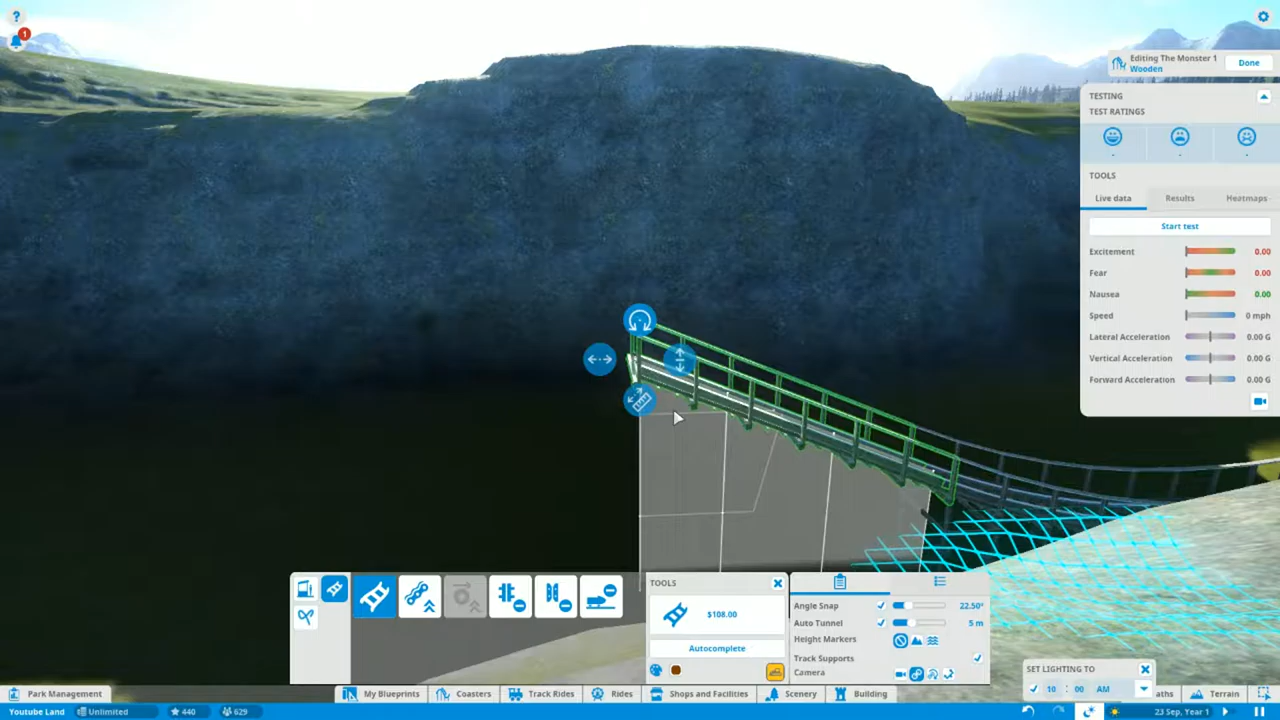 ?
1
Editing The Monster 1
Wooden
Done
TESTING
TEST RATINGS
- - -
TOOLS
Live data Results Heatmaps
Start test
Excitement 0.00
Fear 0.00
Nausea 0.00
Speed 0 mph
Lateral Acceleration 0.00 G
Vertical Acceleration 0.00 G
Forward Acceleration 0.00 G
TOOLS
$108.00
Autocomplete
Angle Snap 22.50°
Auto Tunnel 5 m
Height Markers
Track Supports
Camera
SET LIGHTING TO
10 : 00 AM
Park Management My Blueprints Coasters Track Rides Rides Shops and Facilities Scenery Building aths Terrain
Youtube Land Unlimited 440 629 23 Sep, Year 1